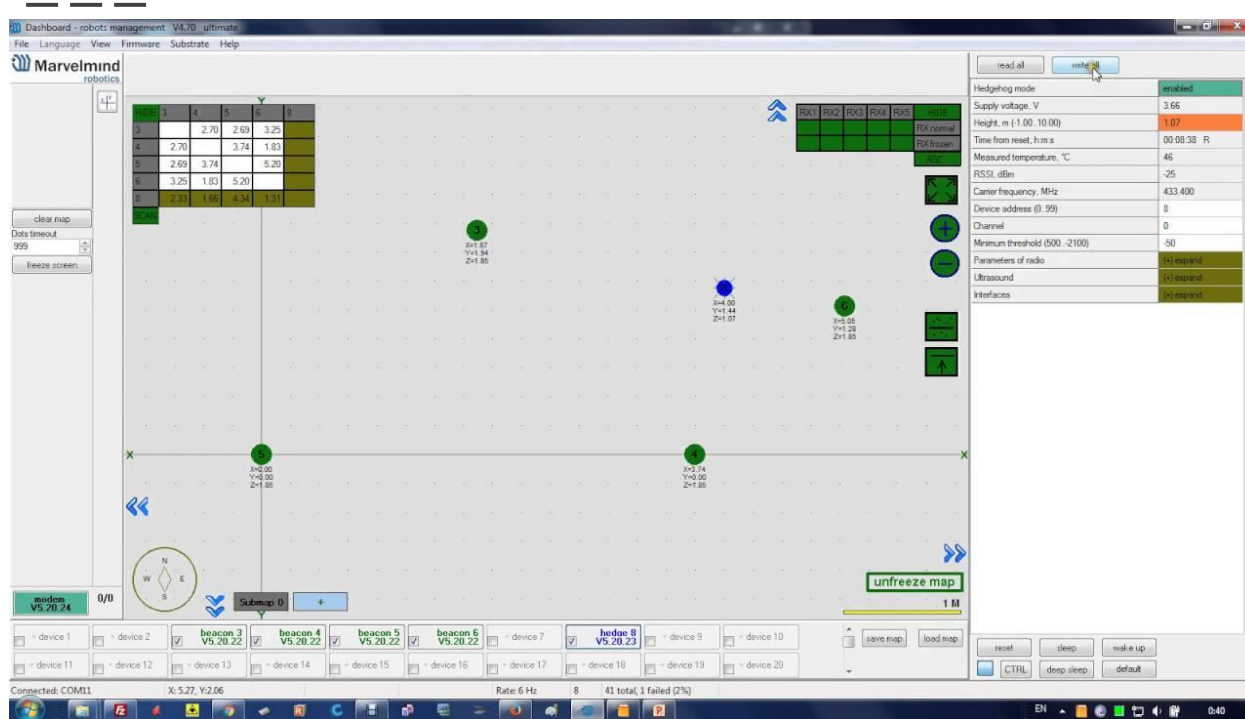 Dashboard - robots management V4.70 ultimate
File Language View Firmware Substrate Help
Marvelmind
robotics
read all write all
Hedgehog mode enabled
Supply voltage, V 3.66
Height, m (-1.00..10.00) 1.07
Time from reset, h:m:s 00:08:38 R
Measured temperature, °C 46
RSSI, dBm -25
Carrier frequency, MHz 433.400
Device address (0..99) 8
Channel 0
Minimum threshold (500..-2100) -50
Parameters of radio (+) expand
Ultrasound (+) expand
Interfaces (+) expand
HIDE 3 4 5 6 8
3 2.70 2.69 3.25
4 2.70 3.74 1.83
5 2.69 3.74 5.20
6 3.25 1.83 5.20
8 2.33 1.66 4.34 1.31
SCAN
Y
RX1 RX2 RX3 RX4 RX5 HIDE
RX normal
RX frozen
AGC
clear map
Dots timeout
999
freeze screen
3
X=1.87
Y=1.94
Z=1.85
X=4.00
Y=1.44
Z=1.07
6
X=5.05
Y=1.28
Z=1.85
X X
5
X=0.00
Y=0.00
Z=1.85
4
X=3.74
Y=0.00
Z=1.85
N
W E
S
unfreeze map
1 M
modem
V5.20.24
0/0
Submap 0 +
Y
device 1 device 2 beacon 3 V5.20.22 beacon 4 V5.20.22 beacon 5 V5.20.22 beacon 6 V5.20.22 device 7 hedge 8 V5.20.23 device 9 device 10
save map load map
device 11 device 12 device 13 device 14 device 15 device 16 device 17 device 18 device 19 device 20
reset sleep wake up
CTRL deep sleep default
Connected: COM11 X: 5.27, Y:2.06 Rate: 6 Hz 8 41 total, 1 failed (2%)
EN 0:40